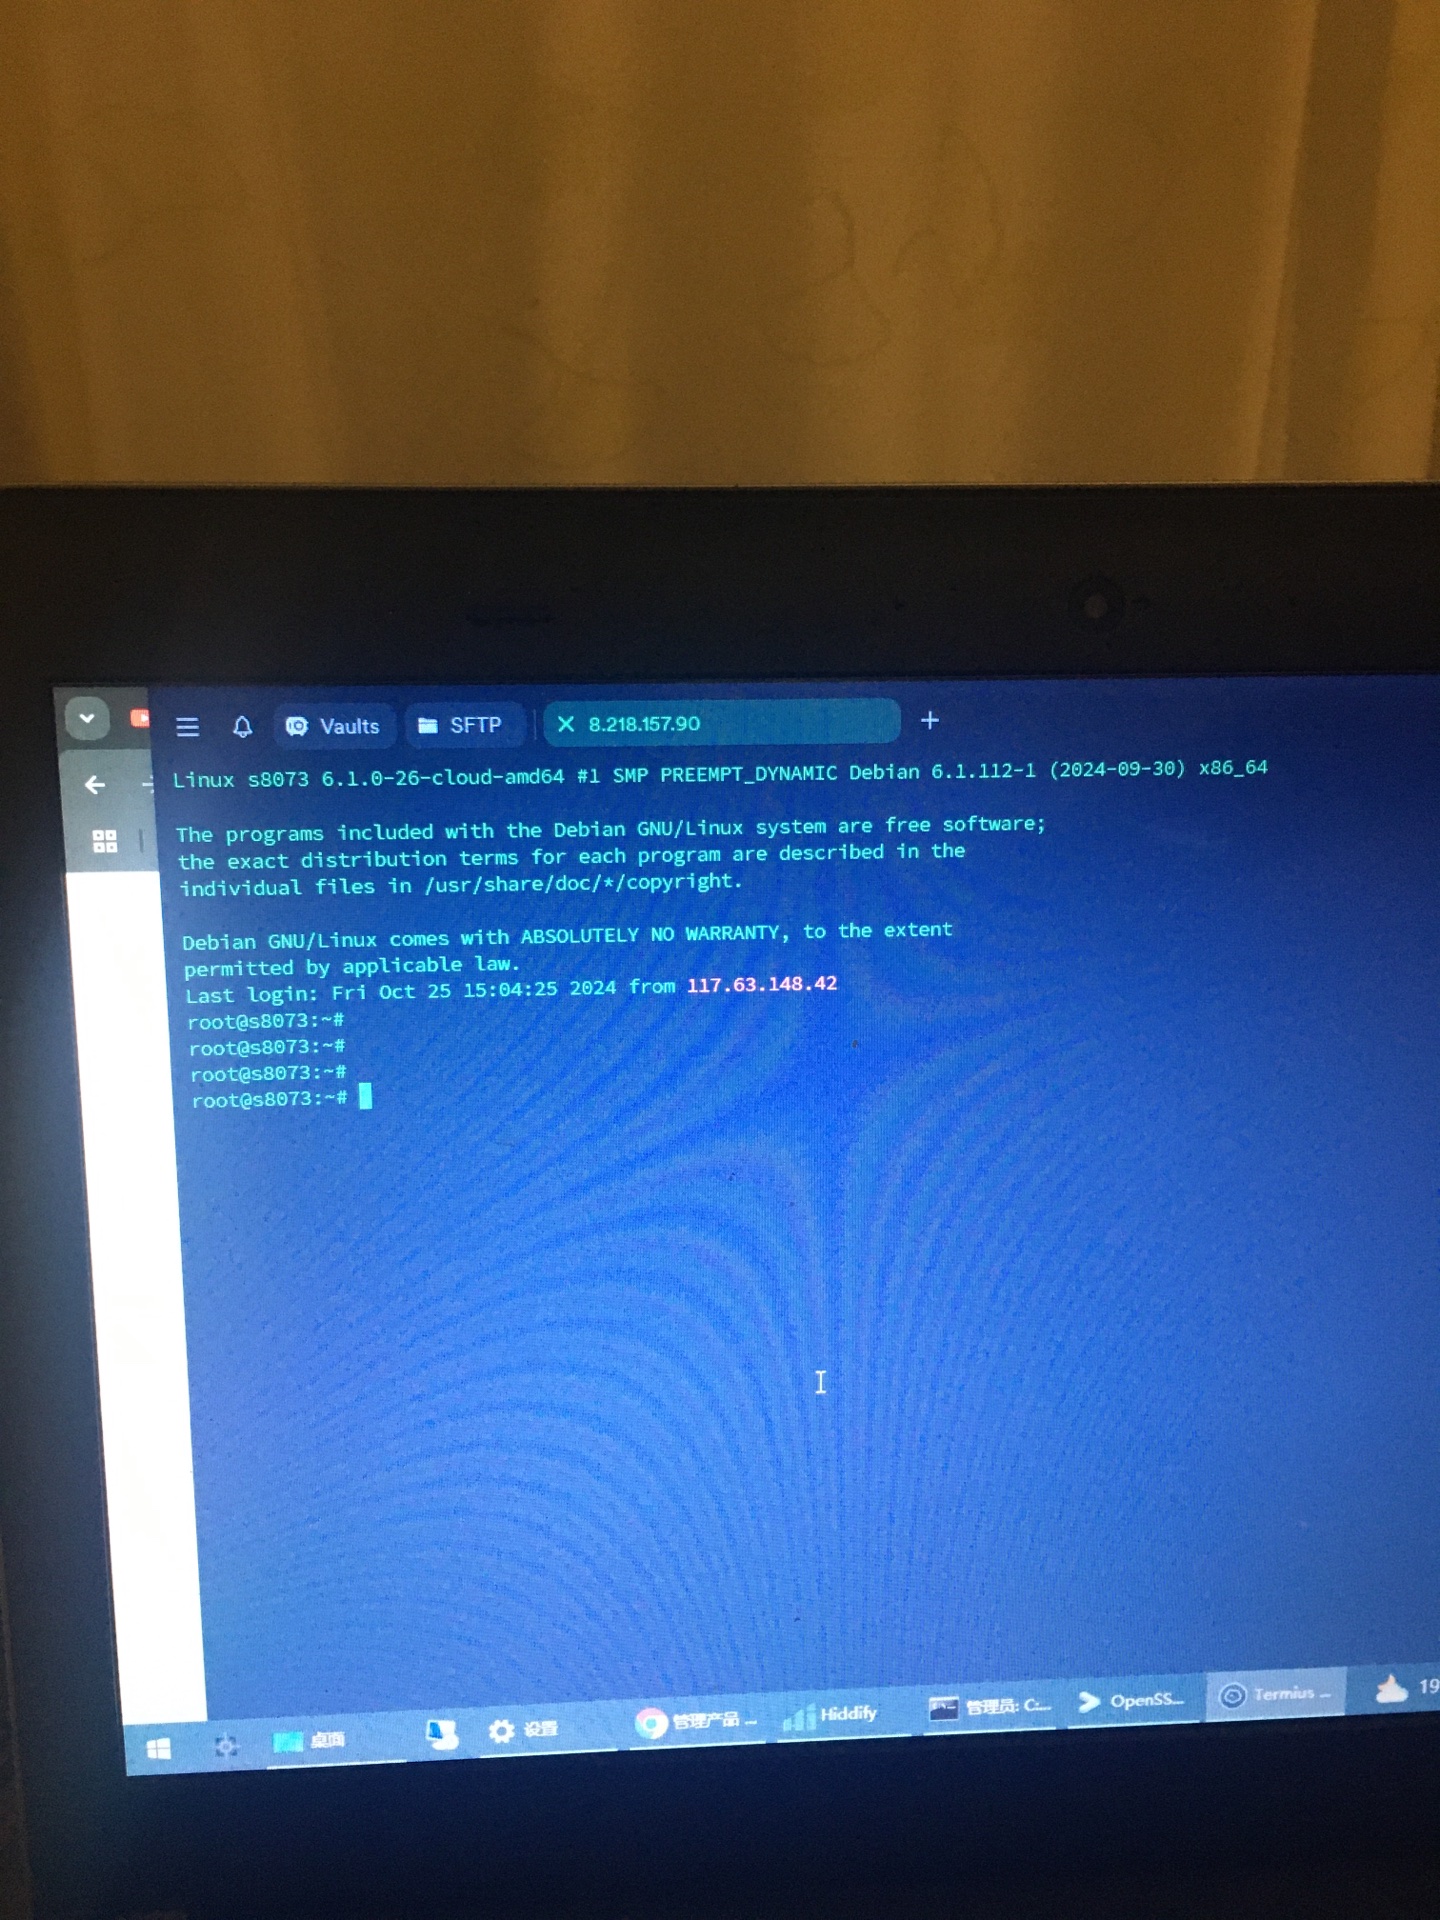 Vaults SFTP 8.218.157.90
Linux s8073 6.1.0-26-cloud-amd64 #1 SMP PREEMPT_DYNAMIC Debian 6.1.112-1 (2024-09-30) x86_64
The programs included with the Debian GNU/Linux system are free software;
the exact distribution terms for each program are described in the
individual files in /usr/share/doc/*/copyright.
Debian GNU/Linux comes with ABSOLUTELY NO WARRANTY, to the extent
permitted by applicable law.
Last login: Fri Oct 25 15:04:25 2024 from 117.63.148.42
root@s8073:~#
root@s8073:~#
root@s8073:~#
root@s8073:~#
桌面 设置 管理产品 ... Hiddify 管理员: C:... OpenSS... Termius ... 19